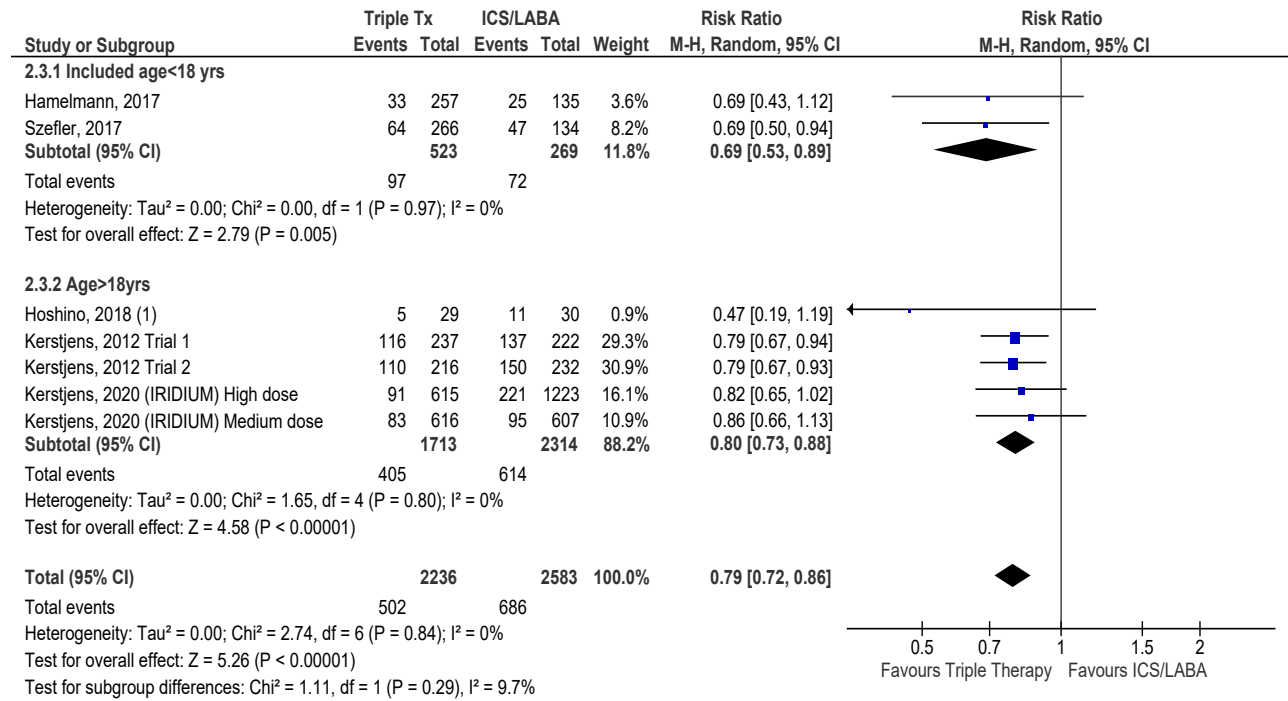 Triple Tx ICS/LABA Risk Ratio Risk Ratio
Study or Subgroup Events Total Events Total Weight M-H, Random, 95% CI M-H, Random, 95% CI
2.3.1 Included age<18 yrs
Hamelmann, 2017 33 257 25 135 3.6% 0.69 [0.43, 1.12]
Szefler, 2017 64 266 47 134 8.2% 0.69 [0.50, 0.94]
Subtotal (95% CI) 523 269 11.8% 0.69 [0.53, 0.89]
Total events 97 72
Heterogeneity: Tau² = 0.00; Chi² = 0.00, df = 1 (P = 0.97); I² = 0%
Test for overall effect: Z = 2.79 (P = 0.005)
2.3.2 Age>18yrs
Hoshino, 2018 (1) 5 29 11 30 0.9% 0.47 [0.19, 1.19]
Kerstjens, 2012 Trial 1 116 237 137 222 29.3% 0.79 [0.67, 0.94]
Kerstjens, 2012 Trial 2 110 216 150 232 30.9% 0.79 [0.67, 0.93]
Kerstjens, 2020 (IRIDIUM) High dose 91 615 221 1223 16.1% 0.82 [0.65, 1.02]
Kerstjens, 2020 (IRIDIUM) Medium dose 83 616 95 607 10.9% 0.86 [0.66, 1.13]
Subtotal (95% CI) 1713 2314 88.2% 0.80 [0.73, 0.88]
Total events 405 614
Heterogeneity: Tau² = 0.00; Chi² = 1.65, df = 4 (P = 0.80); I² = 0%
Test for overall effect: Z = 4.58 (P < 0.00001)
Total (95% CI) 2236 2583 100.0% 0.79 [0.72, 0.86]
Total events 502 686
Heterogeneity: Tau² = 0.00; Chi² = 2.74, df = 6 (P = 0.84); I² = 0%
Test for overall effect: Z = 5.26 (P < 0.00001)
Test for subgroup differences: Chi² = 1.11, df = 1 (P = 0.29), I² = 9.7%
0.5 0.7 1 1.5 2
Favours Triple Therapy Favours ICS/LABA